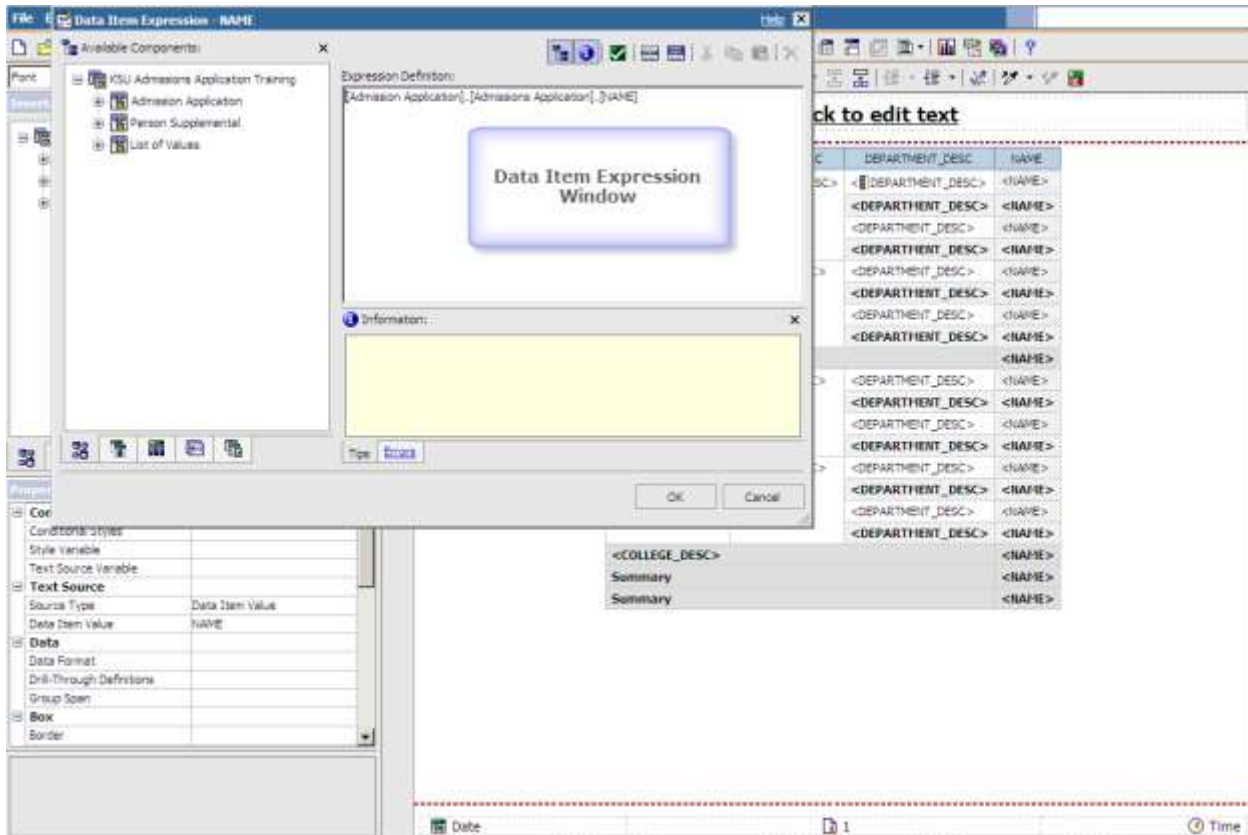 File
Data Item Expression - NAME
Help
Available Components:
Font
KSU Admissions Application Training
Admission Application
Person Supplemental
List of Values
Expression Definition:
[Admission Application].[Admissions Application].[NAME]
Data Item Expression
Window
Information:
Tips
Errors
OK
Cancel
ck to edit text
C
DEPARTMENT_DESC
NAME
SC>
<DEPARTMENT_DESC>
<NAME>
<DEPARTMENT_DESC>
<NAME>
<DEPARTMENT_DESC>
<NAME>
<DEPARTMENT_DESC>
<NAME>
<DEPARTMENT_DESC>
<NAME>
<DEPARTMENT_DESC>
<NAME>
<DEPARTMENT_DESC>
<NAME>
<DEPARTMENT_DESC>
<NAME>
<NAME>
<DEPARTMENT_DESC>
<NAME>
<DEPARTMENT_DESC>
<NAME>
<DEPARTMENT_DESC>
<NAME>
<DEPARTMENT_DESC>
<NAME>
<DEPARTMENT_DESC>
<NAME>
<DEPARTMENT_DESC>
<NAME>
<DEPARTMENT_DESC>
<NAME>
<DEPARTMENT_DESC>
<NAME>
<COLLEGE_DESC>
<NAME>
Summary
<NAME>
Summary
<NAME>
Conditional Styles
Style Variable
Text Source Variable
Text Source
Source Type
Data Item Value
Data Item Value
NAME
Data
Data Format
Drill-Through Definitions
Group Span
Box
Border
Date
1
Time